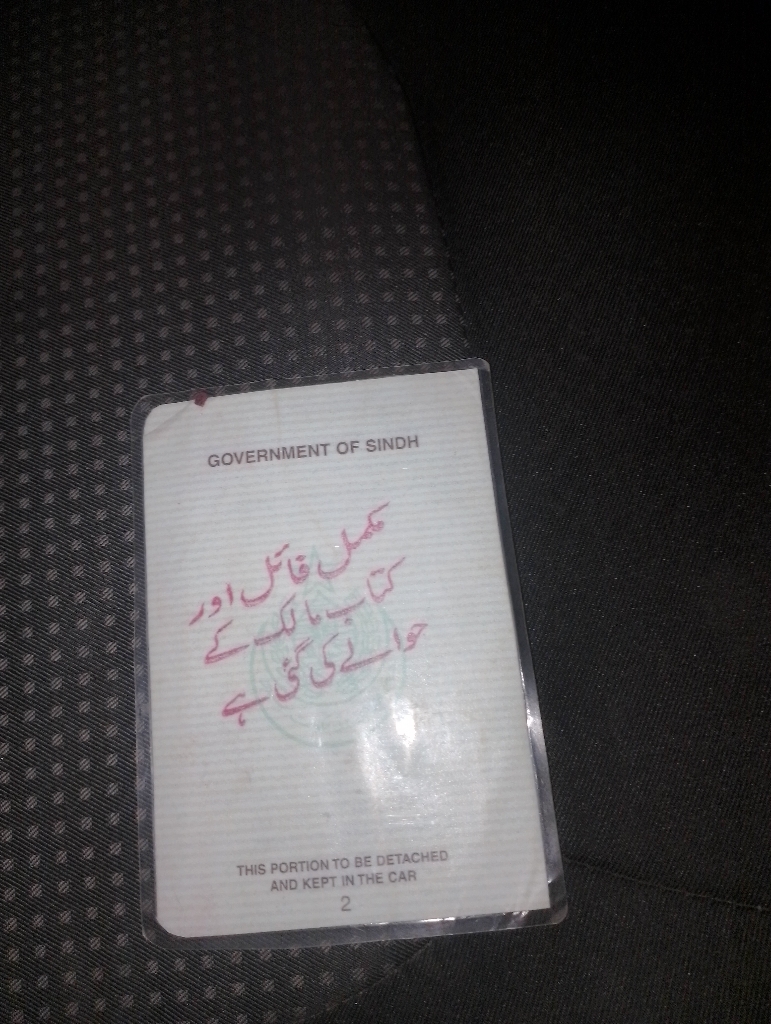 GOVERNMENT OF SINDH
مکمل فائل اور
کتاب مالک کے
حوالے کی گئی ہے
THIS PORTION TO BE DETACHED
AND KEPT IN THE CAR
2